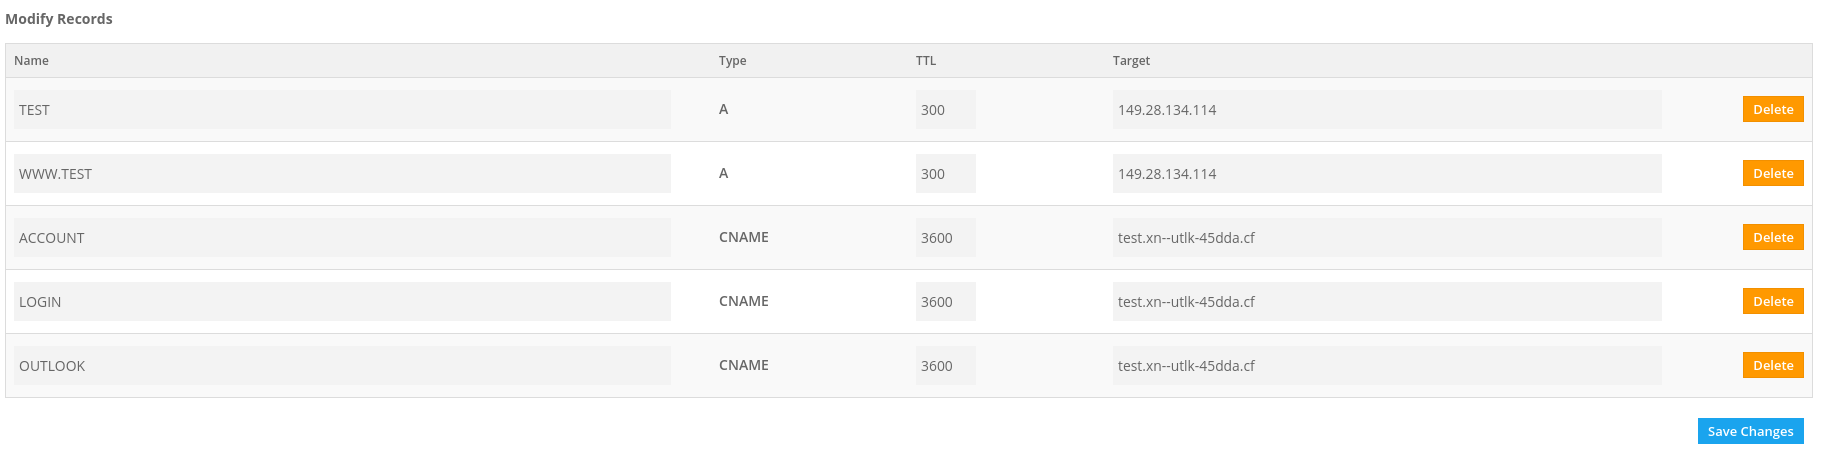 Modify Records
Name Type TTL Target
TEST A 300 149.28.134.114 Delete
WWW.TEST A 300 149.28.134.114 Delete
ACCOUNT CNAME 3600 test.xn--utlk-45dda.cf Delete
LOGIN CNAME 3600 test.xn--utlk-45dda.cf Delete
OUTLOOK CNAME 3600 test.xn--utlk-45dda.cf Delete
Save Changes